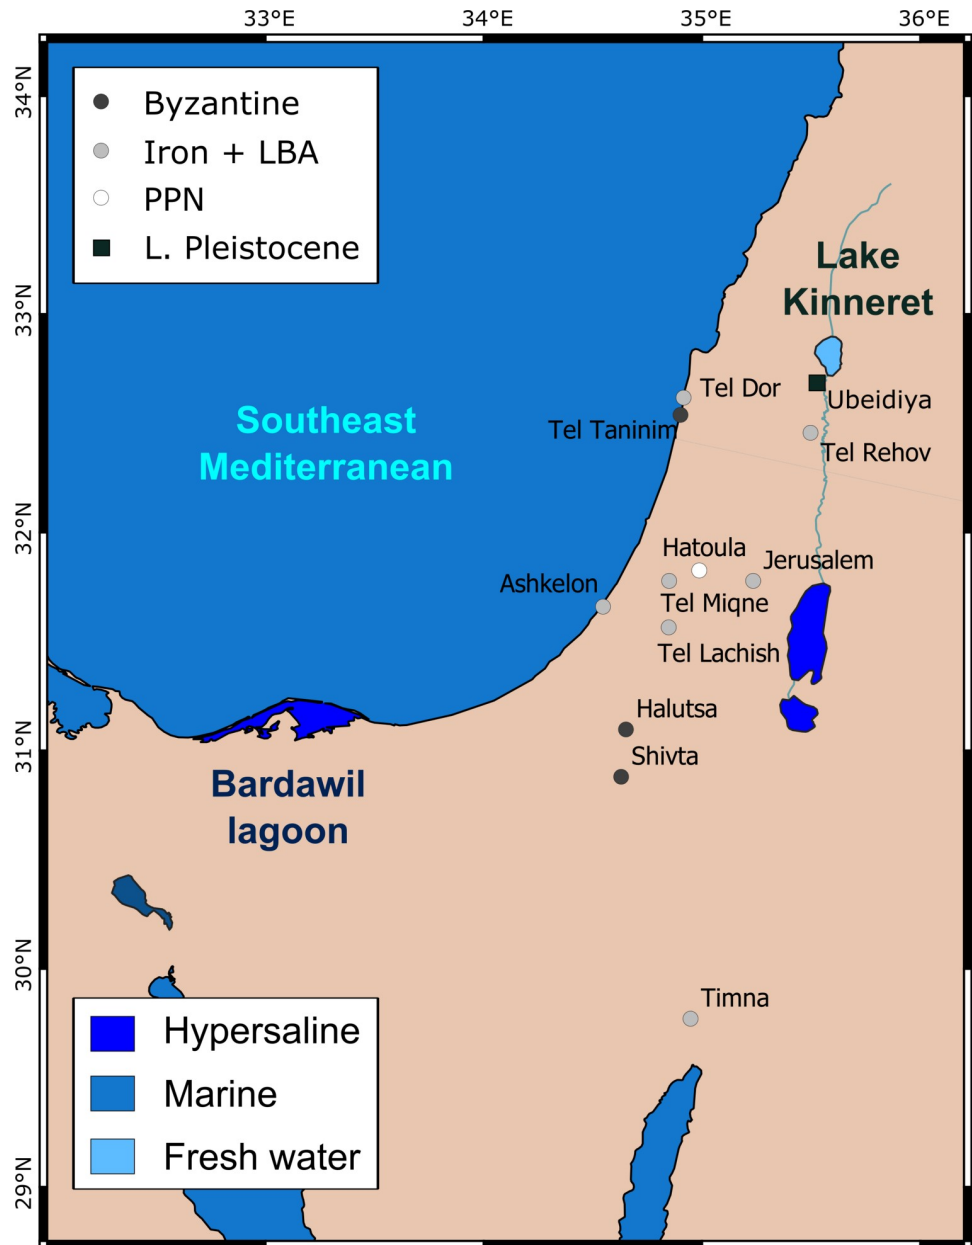 33°E
34°E
35°E
36°E
34°N
33°N
32°N
31°N
30°N
29°N
Byzantine
Iron + LBA
PPN
L. Pleistocene
Lake
Kinneret
Tel Dor
Ubeidiya
Tel Taninim
Tel Rehov
Southeast
Mediterranean
Hatoula
Jerusalem
Ashkelon
Tel Miqne
Tel Lachish
Halutsa
Shivta
Bardawil
lagoon
Timna
Hypersaline
Marine
Fresh water